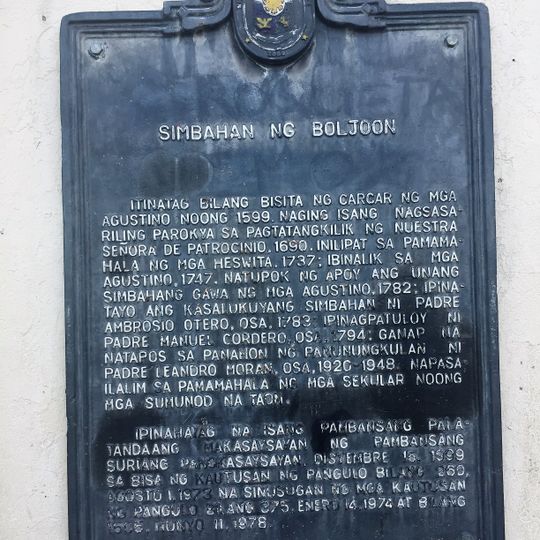 SIMBAHAN NG BOLJOON
ITINATAG BILANG BISITA NG CARCAR NG MGA
AGUSTINO NOONG 1599. NAGING ISANG NAGSASA-
RILING PAROKYA SA PAGTATANGKILIK NG NUESTRA
SEÑORA DE PATROCINIO, 1690. INILIPAT SA PAMAMA-
HALA NG MGA HESWITA, 1737; IBINALIK SA MGA
AGUSTINO, 1747. NATUPOK NG APOY ANG UNANG
SIMBAHANG GAWA NG MGA AGUSTINO, 1782; IPINA-
TAYO ANG KASALUKUYANG SIMBAHAN NI PADRE
AMBROSIO OTERO, OSA, 1783; IPINAGPATULOY NI
PADRE MANUEL CORDERO, OSA, 1794; GANAP NA
NATAPOS SA PANAHON NG PANUNUNGKULAN NI
PADRE LEANDRO MORAN, OSA, 1920-1948. NAPASA-
ILALIM SA PAMAMAHALA NG MGA SEKULAR NOONG
MGA SUMUNOD NA TAON.
IPINAHAYAG NA ISANG PAMBANSANG PALA-
TANDAANG MAKASAYSAYAN NG PAMBANSANG
SURIANG PANGKASAYSAYAN, DISYEMBRE 1999
SA BISA NG KAUTUSAN NG PANGULO BILANG 260,
AGOSTO 1, 1973 NA SINUSUGAN NG MGA KAUTUSAN
NG PANGULO BILANG 375, ENERO 14, 1974 AT BILANG
HUNYO 11, 1978.